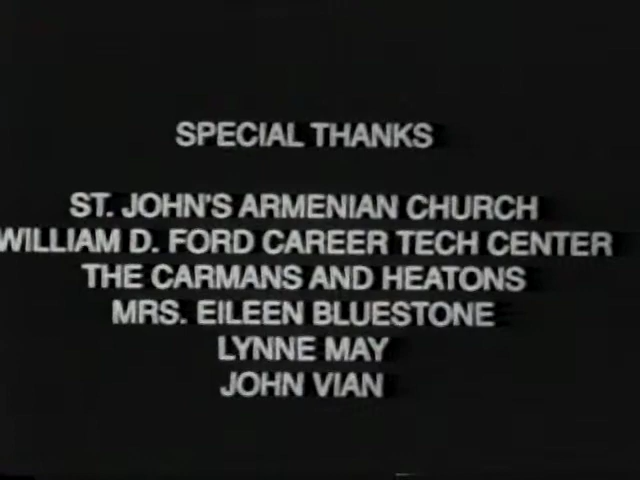 SPECIAL THANKS
ST. JOHN'S ARMENIAN CHURCH
WILLIAM D. FORD CAREER TECH CENTER
THE CARMANS AND HEATONS
MRS. EILEEN BLUESTONE
LYNNE MAY
JOHN VIAN